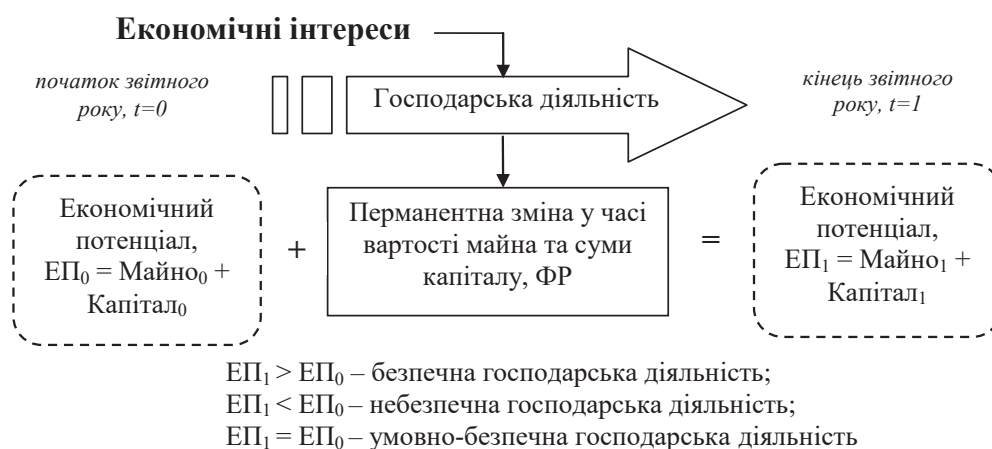 Економічні інтереси
початок звітного
року, t=0
Господарська діяльність
кінець звітного
року, t=1
Економічний
потенціал,
ЕП₀ = Майно₀ +
Капітал₀
+
Перманентна зміна у часі
вартості майна та суми
капіталу, ФР
=
Економічний
потенціал,
ЕП₁ = Майно₁ +
Капітал₁
ЕП₁ > ЕП₀ – безпечна господарська діяльність;
ЕП₁ < ЕП₀ – небезпечна господарська діяльність;
ЕП₁ = ЕП₀ – умовно-безпечна господарська діяльність